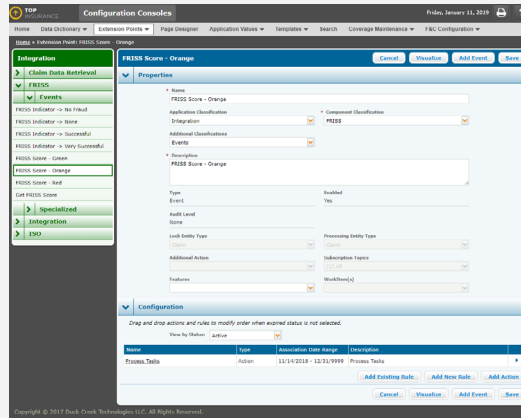 TOP
INSURANCE
Configuration Consoles
Friday, January 11, 2019
Home Data Dictionary Extension Points Page Designer Application Values Templates Search Coverage Maintenance F&C Configuration
Home » Extension Point: FRISS Score - Orange
Integration
Claim Data Retrieval
FRISS
Events
FRISS Indicator -> No Fraud
FRISS Indicator -> None
FRISS Indicator -> Successful
FRISS Indicator -> Very Successful
FRISS Score - Green
FRISS Score - Orange
FRISS Score - Red
Get FRISS Score
Specialized
Integration
ISO
FRISS Score - Orange
Cancel Visualize Add Event Save
Properties
* Name
FRISS Score - Orange
Application Classification * Component Classification
Integration FRISS
Additional Classifications
Events
* Description
FRISS Score - Orange
Type Enabled
Event Yes
Audit Level
None
Lock Entity Type Processing Entity Type
Claim Claim
Additional Action Subscription Topics
Features WorkItem(s)
Configuration
Drag and drop actions and rules to modify order when expired status is not selected.
View by Status: Active
Name Type Association Date Range Description
Process Tasks Action 11/14/2018 - 12/31/9999 Process Tasks
Add Existing Rule Add New Rule Add Action
Cancel Visualize Add Event Save
Copyright © 2017 Duck Creek Technologies LLC. All Rights Reserved.